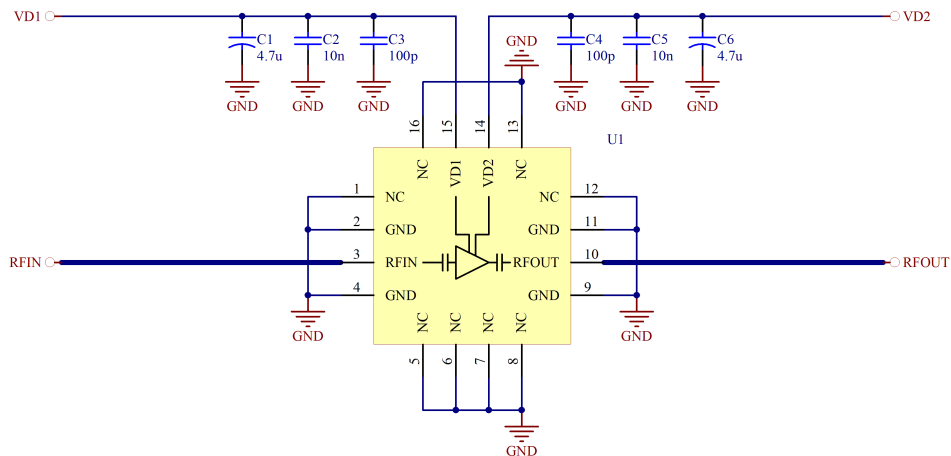 VD1
VD2
C1
4.7u
C2
10n
C3
100p
C4
100p
C5
10n
C6
4.7u
GND
GND
GND
GND
GND
GND
GND
16
15
14
13
U1
NC
VD1
VD2
NC
1
NC
NC
12
2
GND
GND
11
RFIN
3
RFIN
RFOUT
10
RFOUT
4
GND
GND
9
NC
NC
NC
NC
GND
GND
5
6
7
8
GND